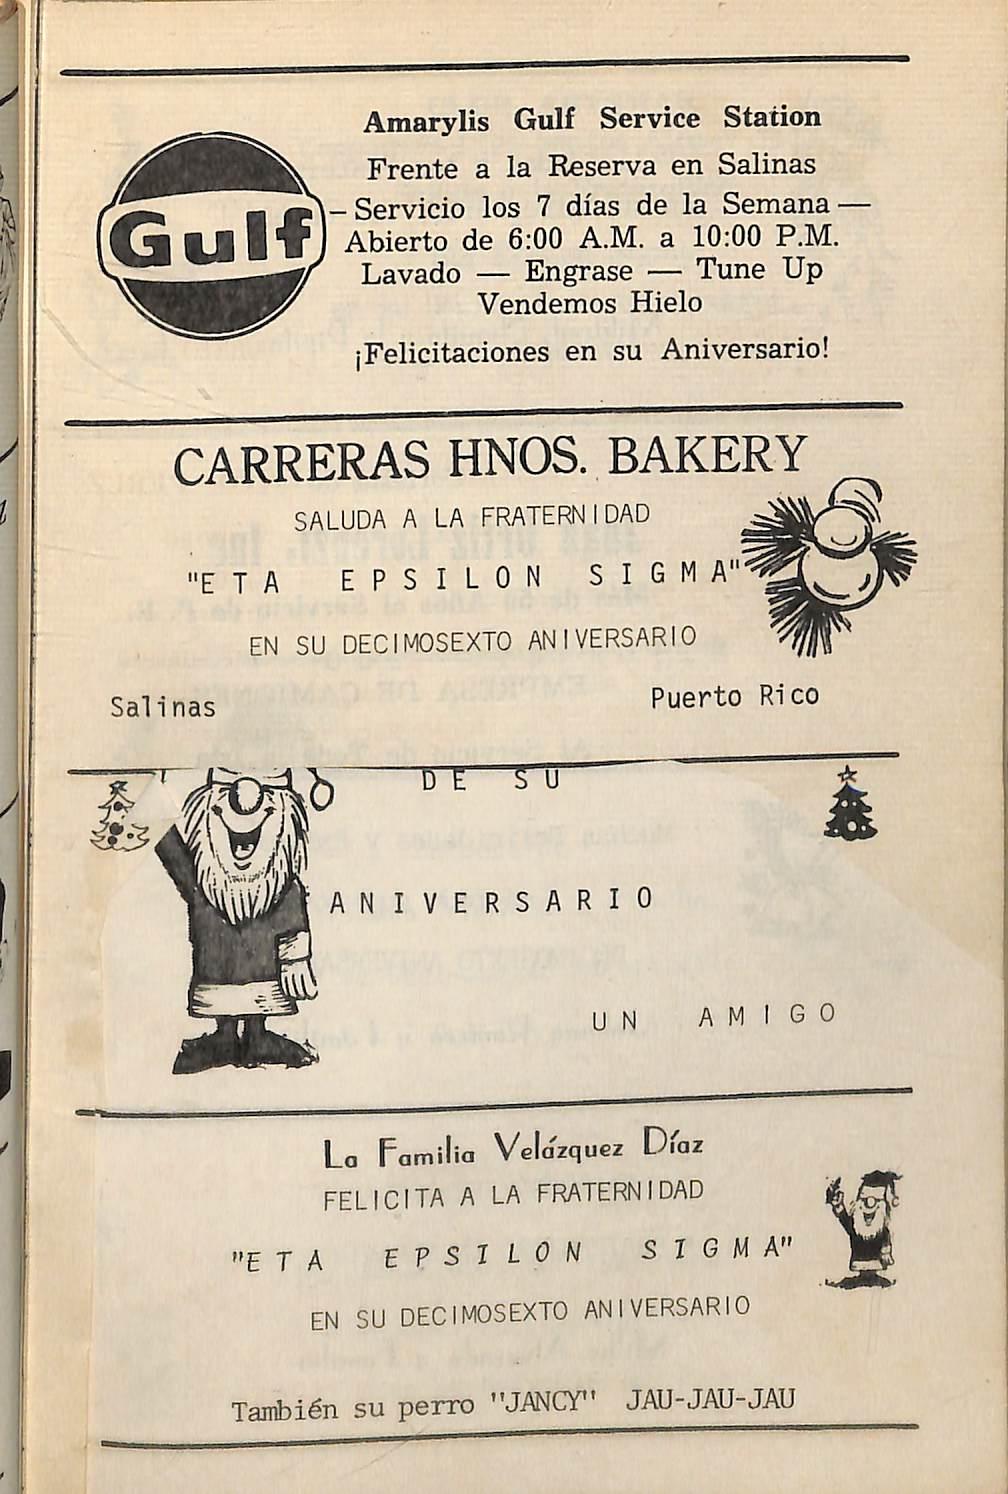 Gulf
Amarylis Gulf Service Station
Frente a la Reserva en Salinas
– Servicio los 7 días de la Semana —
Abierto de 6:00 A.M. a 10:00 P.M.
Lavado — Engrase — Tune Up
Vendemos Hielo
¡Felicitaciones en su Aniversario!
CARRERAS HNOS. BAKERY
SALUDA A LA FRATERNIDAD
"ETA EPSILON SIGMA"
EN SU DECIMOSEXTO ANIVERSARIO
Salinas Puerto Rico
DE SU
ANIVERSARIO
UN AMIGO
La Familia Velázquez Díaz
FELICITA A LA FRATERNIDAD
"ETA EPSILON SIGMA"
EN SU DECIMOSEXTO ANIVERSARIO
También su perro "JANCY" JAU-JAU-JAU